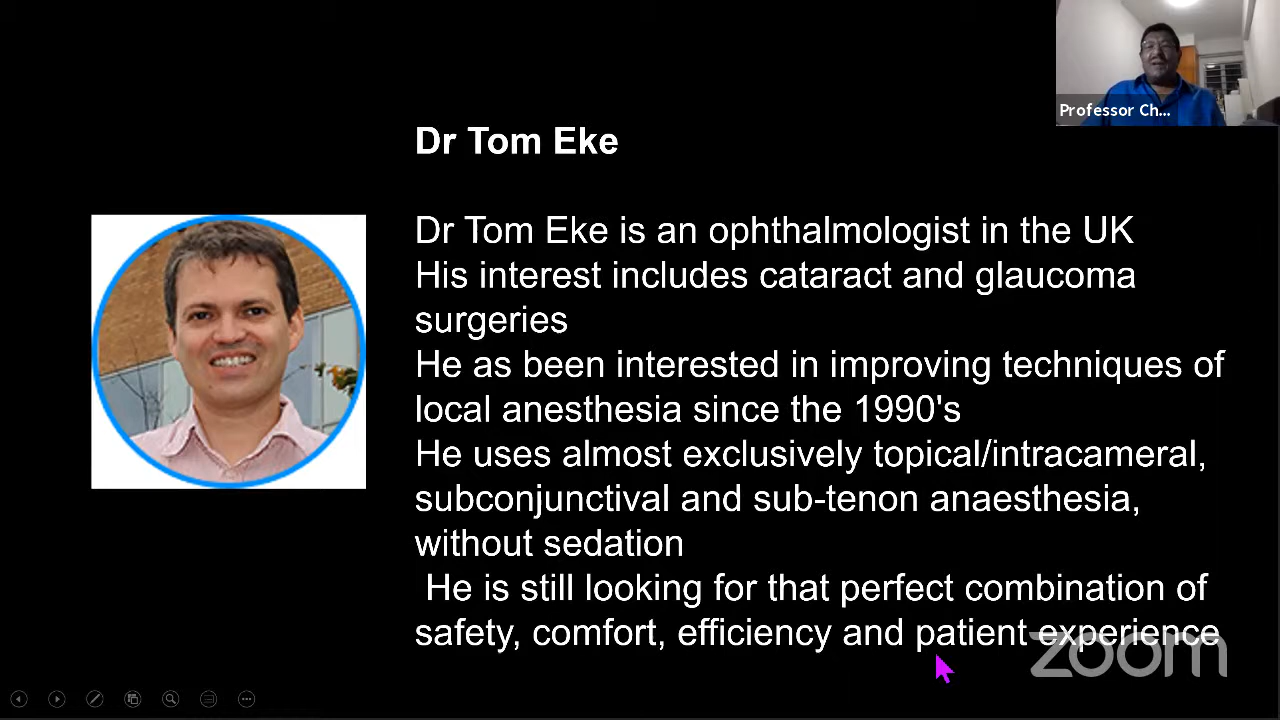 Professor Ch...
Dr Tom Eke
Dr Tom Eke is an ophthalmologist in the UK
His interest includes cataract and glaucoma
surgeries
He as been interested in improving techniques of
local anesthesia since the 1990's
He uses almost exclusively topical/intracameral,
subconjunctival and sub-tenon anaesthesia,
without sedation
He is still looking for that perfect combination of
safety, comfort, efficiency and patient experience
zoom